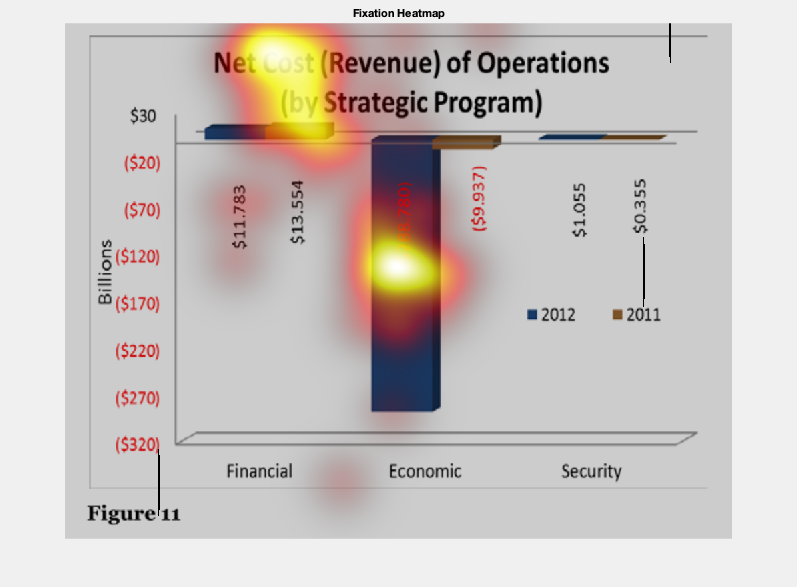 Fixation Heatmap
Net Cost (Revenue) of Operations
(by Strategic Program)
$30
($20)
($70)
($120)
($170)
($220)
($270)
($320)
Billions
$11.783
$13.554
($9.937)
$1.055
$0.355
2012
2011
Financial
Economic
Security
Figure 11